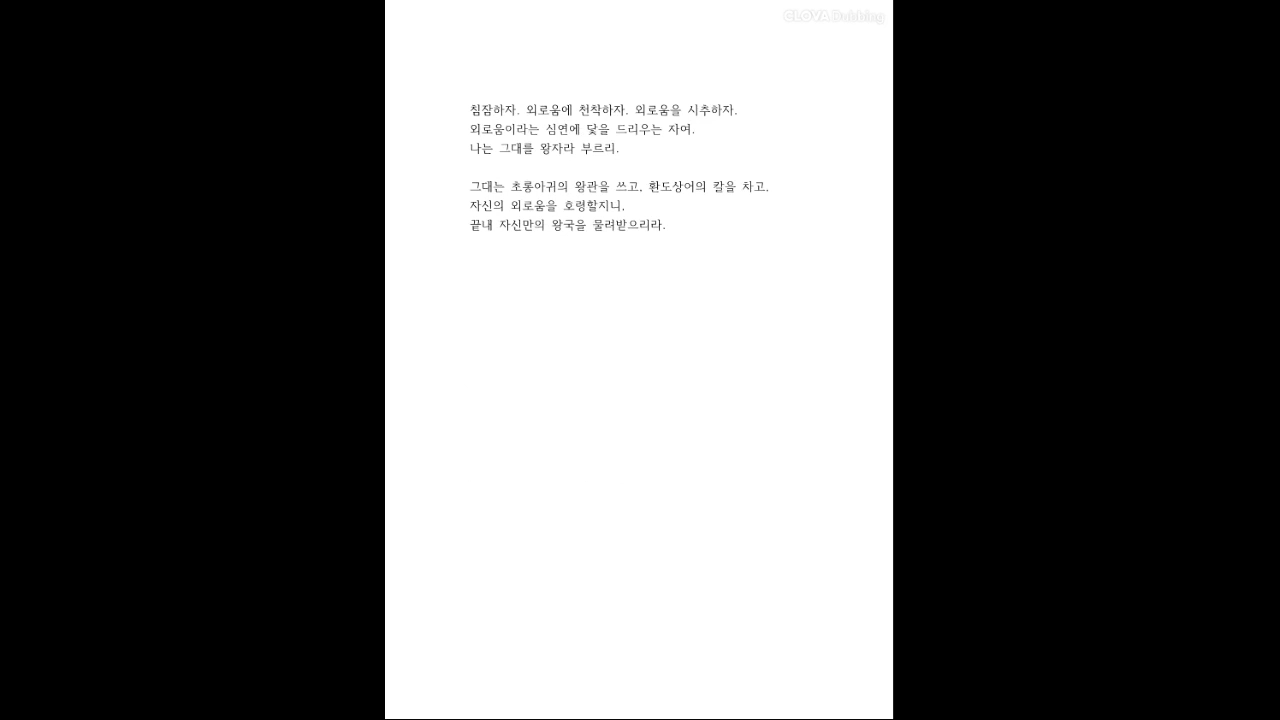 CLOVA Dubbing
침잠하자. 외로움에 천착하자. 외로움을 시추하자.
외로움이라는 심연에 닻을 드리우는 자여.
나는 그대를 왕자라 부르리.
그대는 초롱아귀의 왕관을 쓰고, 환도상어의 칼을 차고,
자신의 외로움을 호령할지니,
끝내 자신만의 왕국을 물려받으리라.